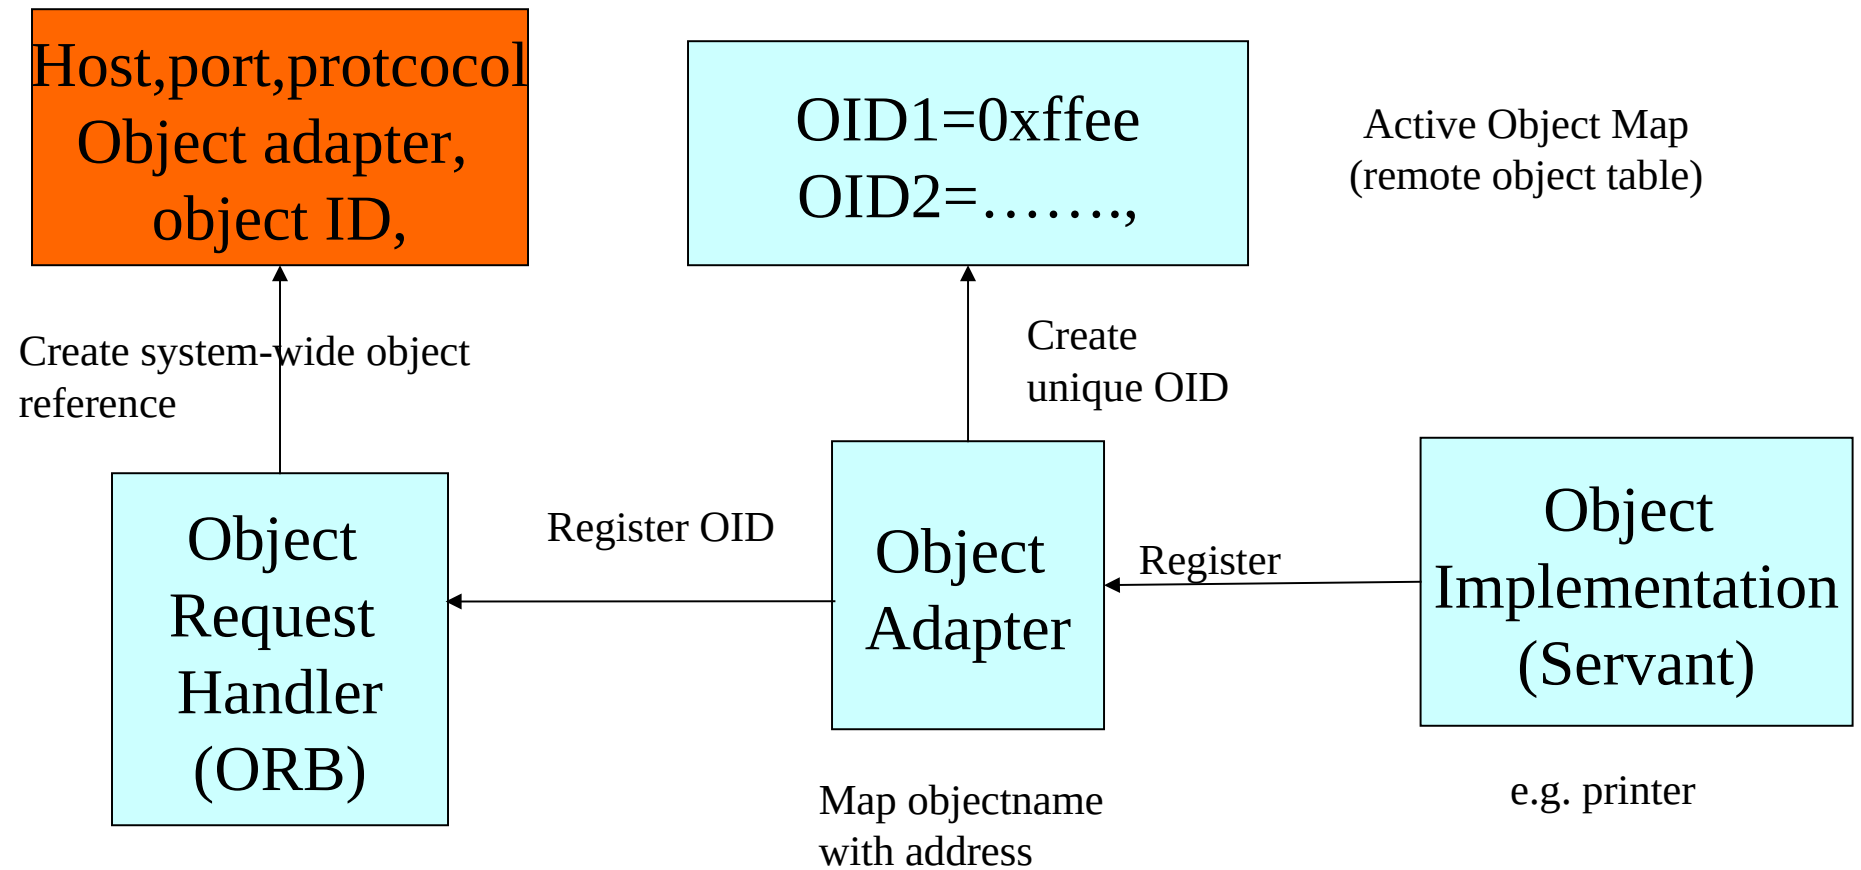 Host,port,protcocol
Object adapter,
object ID,
OID1=0xffee
OID2=…….,
Active Object Map
(remote object table)
Create system-wide object
reference
Create
unique OID
Object
Request
Handler
(ORB)
Register OID
Object
Adapter
Register
Object
Implementation
(Servant)
Map objectname
with address
e.g. printer